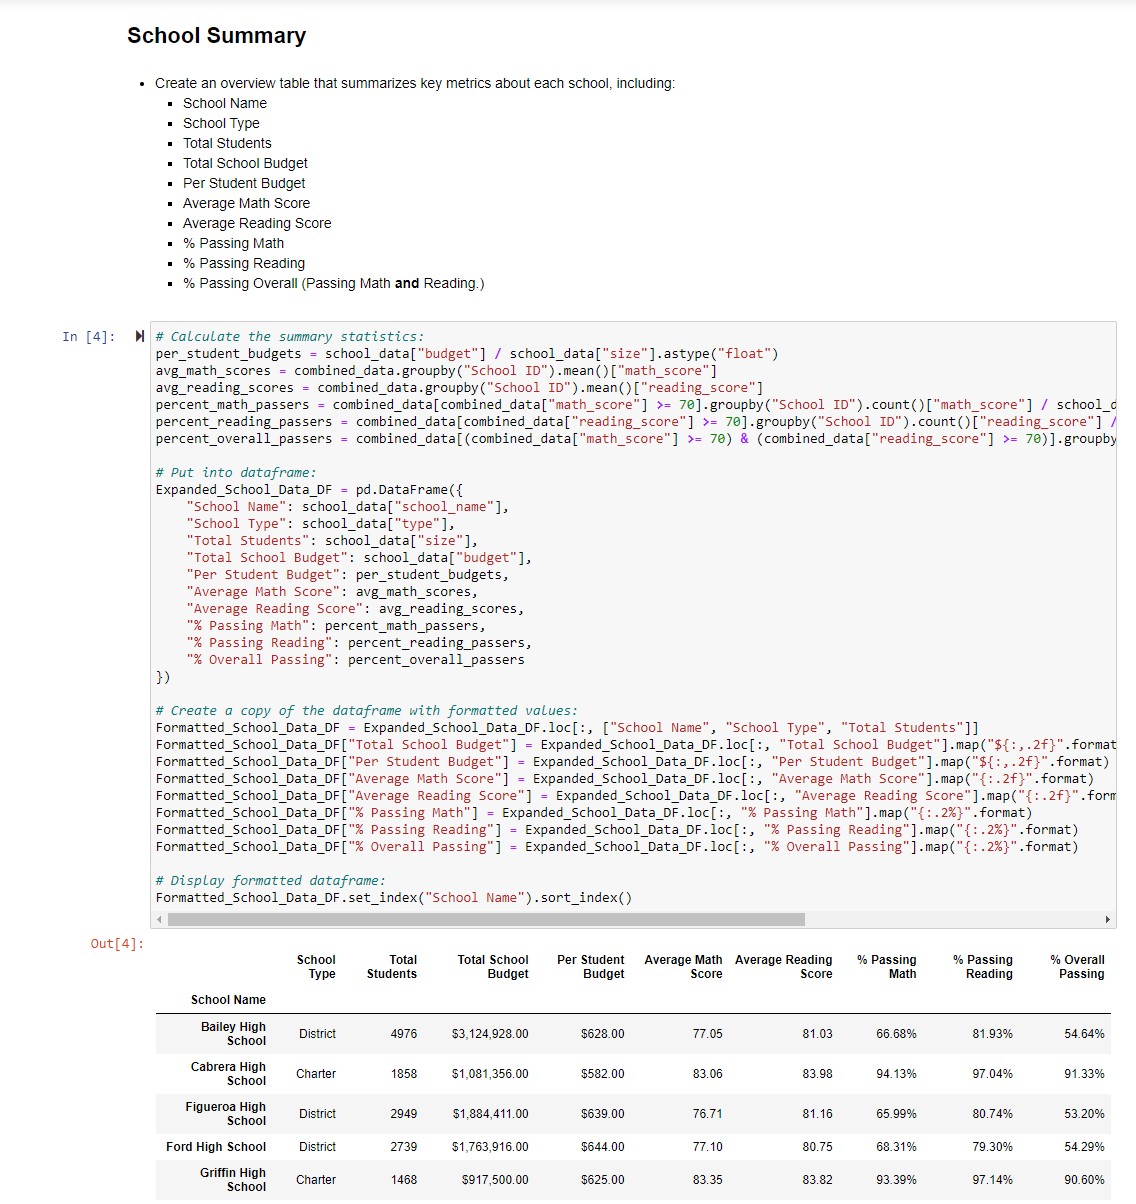 School Summary
• Create an overview table that summarizes key metrics about each school, including:
▪ School Name
▪ School Type
▪ Total Students
▪ Total School Budget
▪ Per Student Budget
▪ Average Math Score
▪ Average Reading Score
▪ % Passing Math
▪ % Passing Reading
▪ % Passing Overall (Passing Math and Reading.)
In [4]:
# Calculate the summary statistics:
per_student_budgets = school_data["budget"] / school_data["size"].astype("float")
avg_math_scores = combined_data.groupby("School ID").mean()["math_score"]
avg_reading_scores = combined_data.groupby("School ID").mean()["reading_score"]
percent_math_passers = combined_data[combined_data["math_score"] >= 70].groupby("School ID").count()["math_score"] / school_d
percent_reading_passers = combined_data[combined_data["reading_score"] >= 70].groupby("School ID").count()["reading_score"] /
percent_overall_passers = combined_data[(combined_data["math_score"] >= 70) & (combined_data["reading_score"] >= 70)].groupby
# Put into dataframe:
Expanded_School_Data_DF = pd.DataFrame({
"School Name": school_data["school_name"],
"School Type": school_data["type"],
"Total Students": school_data["size"],
"Total School Budget": school_data["budget"],
"Per Student Budget": per_student_budgets,
"Average Math Score": avg_math_scores,
"Average Reading Score": avg_reading_scores,
"% Passing Math": percent_math_passers,
"% Passing Reading": percent_reading_passers,
"% Overall Passing": percent_overall_passers
})
# Create a copy of the dataframe with formatted values:
Formatted_School_Data_DF = Expanded_School_Data_DF.loc[:, ["School Name", "School Type", "Total Students"]]
Formatted_School_Data_DF["Total School Budget"] = Expanded_School_Data_DF.loc[:, "Total School Budget"].map("${:,.2f}".format
Formatted_School_Data_DF["Per Student Budget"] = Expanded_School_Data_DF.loc[:, "Per Student Budget"].map("${:,.2f}".format)
Formatted_School_Data_DF["Average Math Score"] = Expanded_School_Data_DF.loc[:, "Average Math Score"].map("{:.2f}".format)
Formatted_School_Data_DF["Average Reading Score"] = Expanded_School_Data_DF.loc[:, "Average Reading Score"].map("{:.2f}".form
Formatted_School_Data_DF["% Passing Math"] = Expanded_School_Data_DF.loc[:, "% Passing Math"].map("{:.2%}".format)
Formatted_School_Data_DF["% Passing Reading"] = Expanded_School_Data_DF.loc[:, "% Passing Reading"].map("{:.2%}".format)
Formatted_School_Data_DF["% Overall Passing"] = Expanded_School_Data_DF.loc[:, "% Overall Passing"].map("{:.2%}".format)
# Display formatted dataframe:
Formatted_School_Data_DF.set_index("School Name").sort_index()
Out[4]:
School Total Total School Per Student Average Math Average Reading % Passing % Passing % Overall
Type Students Budget Budget Score Score Math Reading Passing
School Name
Bailey High
School District 4976 $3,124,928.00 $628.00 77.05 81.03 66.68% 81.93% 54.64%
Cabrera High
School Charter 1858 $1,081,356.00 $582.00 83.06 83.98 94.13% 97.04% 91.33%
Figueroa High
School District 2949 $1,884,411.00 $639.00 76.71 81.16 65.99% 80.74% 53.20%
Ford High School District 2739 $1,763,916.00 $644.00 77.10 80.75 68.31% 79.30% 54.29%
Griffin High
School Charter 1468 $917,500.00 $625.00 83.35 83.82 93.39% 97.14% 90.60%